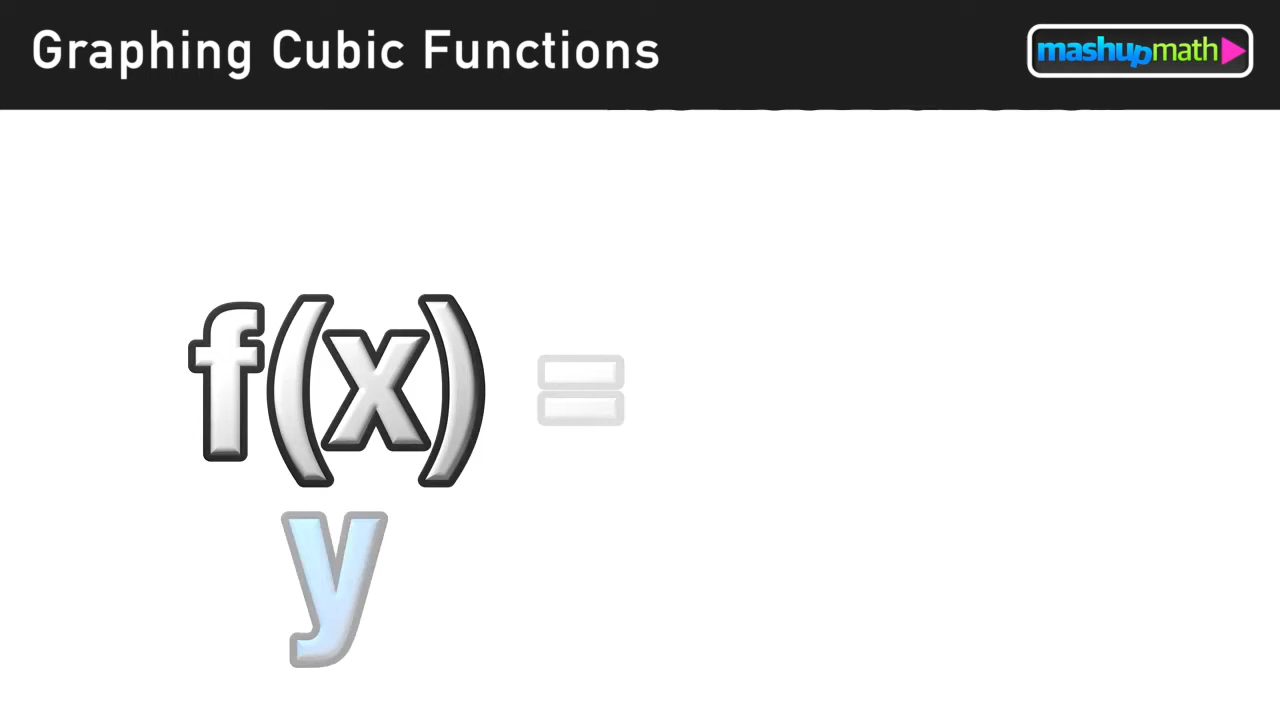 Graphing Cubic Functions
mashupmath
f(x) =
y